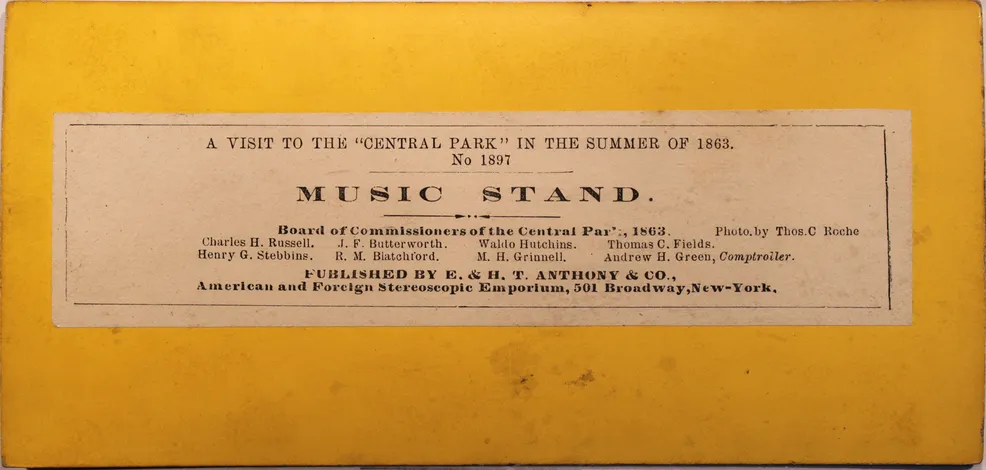 A VISIT TO THE "CENTRAL PARK" IN THE SUMMER OF 1863.
No 1897
MUSIC STAND.
Board of Commissioners of the Central Par', 1863. Photo. by Thos. C Roche
Charles H. Russell. J. F. Butterworth. Waldo Hutchins. Thomas C. Fields.
Henry G. Stebbins. R. M. Blatchford. M. H. Grinnell. Andrew H. Green, Comptroller.
PUBLISHED BY E. & H. T. ANTHONY & CO.,
American and Foreign Stereoscopic Emporium, 501 Broadway, New-York.